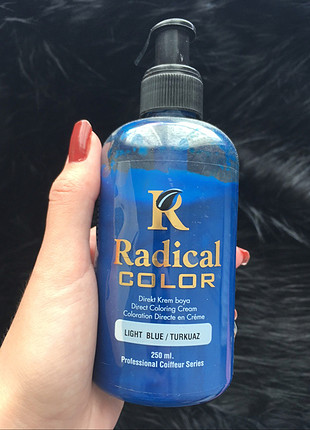 R
Radical
COLOR
Direkt Krem boya
Direct Coloring Cream
Coloration Directe en Crème
LIGHT BLUE / TURKUAZ
250 ml.
Professional Coiffeur Series